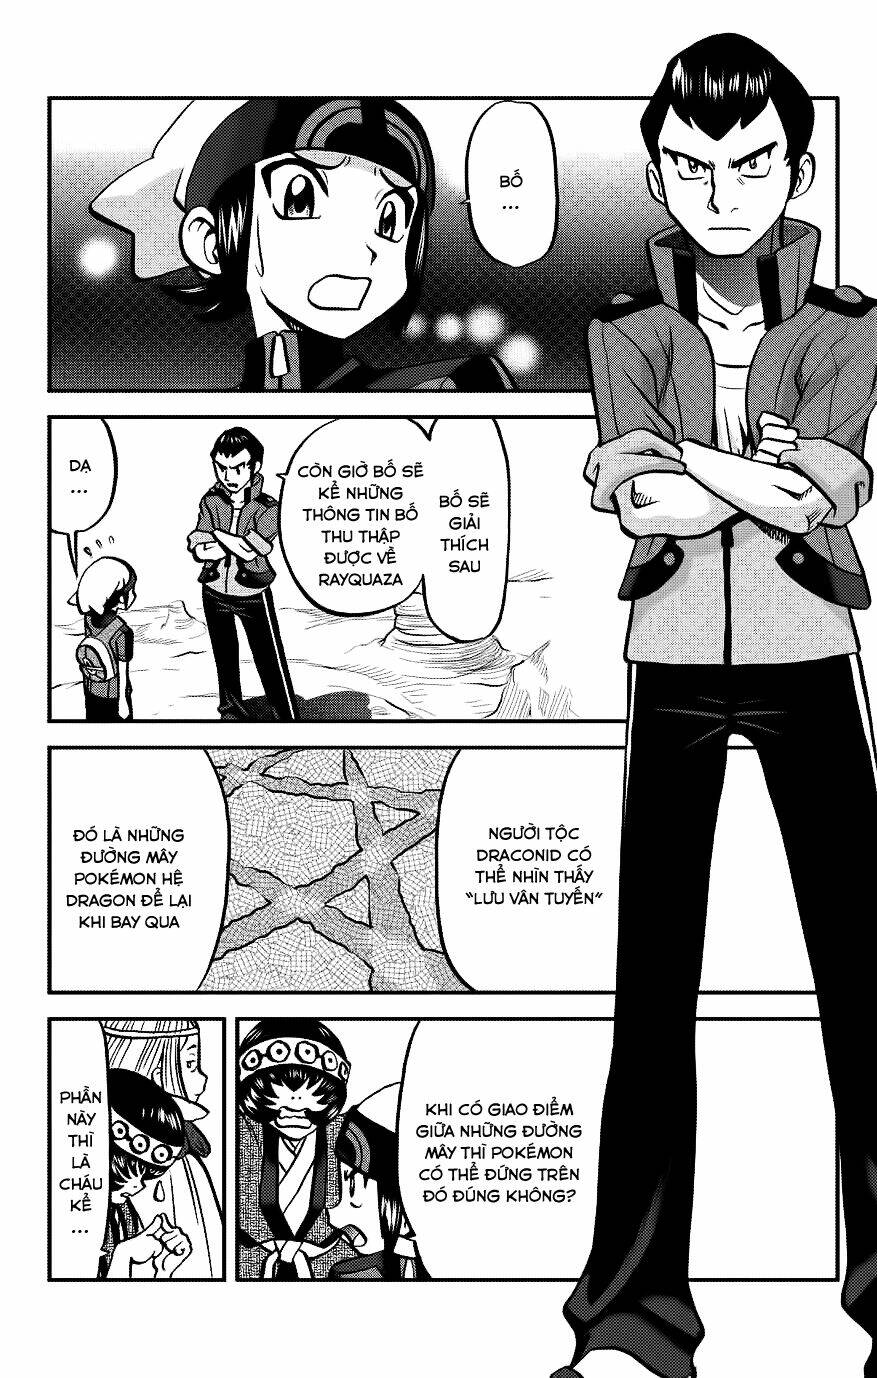 BỐ
...
BỐ SẼ
GIẢI
THÍCH
SAU
CÒN GIỜ BỐ SẼ
KỂ NHỮNG
THÔNG TIN BỐ
THU THẬP
ĐƯỢC VỀ
RAYQUAZA
DẠ
...
NGƯỜI TỘC
DRACONID CÓ
THỂ NHÌN THẤY
"LƯU VÂN TUYẾN"
ĐÓ LÀ NHỮNG
ĐƯỜNG MÂY
POKÉMON HỆ
DRAGON ĐỂ LẠI
KHI BAY QUA
KHI CÓ GIAO ĐIỂM
GIỮA NHỮNG ĐƯỜNG
MÂY THÌ POKÉMON
CÓ THỂ ĐỨNG TRÊN
ĐÓ ĐÚNG KHÔNG?
PHẦN
NÀY THÌ
LÀ
CHÁU
KỂ
...